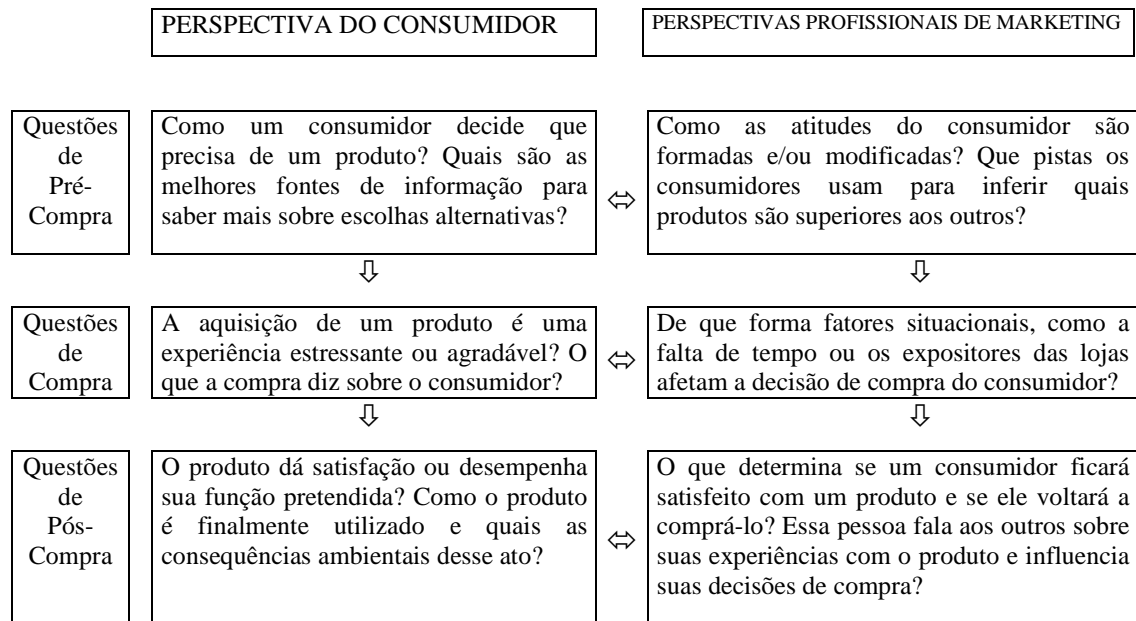 PERSPECTIVA DO CONSUMIDOR
PERSPECTIVAS PROFISSIONAIS DE MARKETING
Questões
de
Pré-
Compra
Como um consumidor decide que
precisa de um produto? Quais são as
melhores fontes de informação para
saber mais sobre escolhas alternativas?
Como as atitudes do consumidor são
formadas e/ou modificadas? Que pistas os
consumidores usam para inferir quais
produtos são superiores aos outros?
Questões
de
Compra
A aquisição de um produto é uma
experiência estressante ou agradável? O
que a compra diz sobre o consumidor?
De que forma fatores situacionais, como a
falta de tempo ou os expositores das lojas
afetam a decisão de compra do consumidor?
Questões
de
Pós-
Compra
O produto dá satisfação ou desempenha
sua função pretendida? Como o produto
é finalmente utilizado e quais as
consequências ambientais desse ato?
O que determina se um consumidor ficará
satisfeito com um produto e se ele voltará a
comprá-lo? Essa pessoa fala aos outros sobre
suas experiências com o produto e influencia
suas decisões de compra?